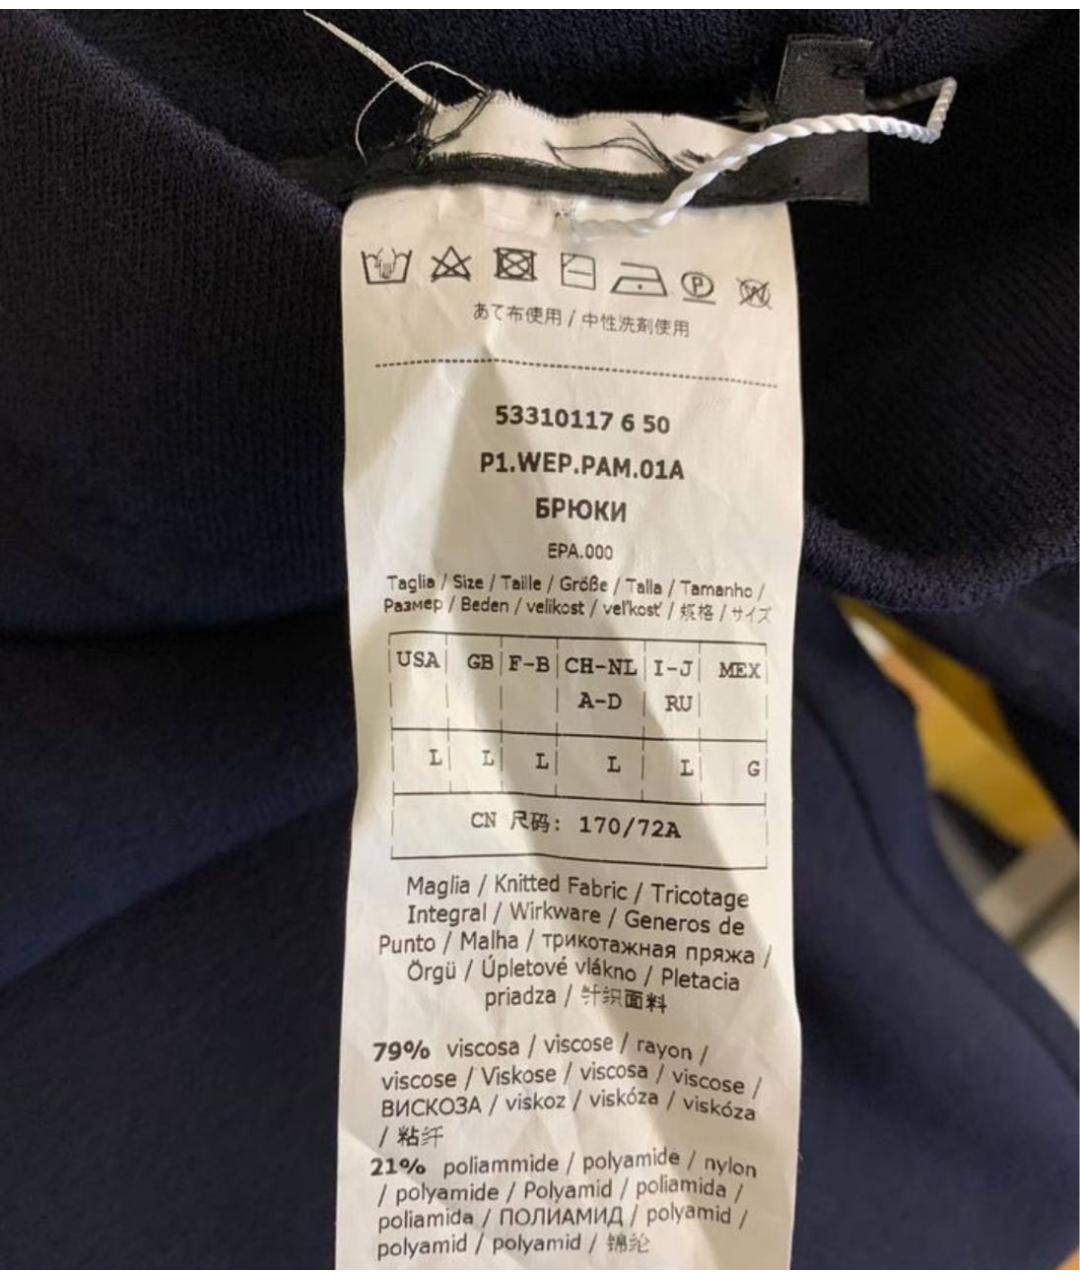 P
W
あて布使用 / 中性洗剤使用
53310117 6 50
P1.WEP.PAM.01A
БРЮКИ
EPA.000
Taglia / Size / Taille / Größe / Talla / Tamanho /
Размер / Beden / velikost / veľkosť / 规格 / サイズ
USA GB F-B CH-NL I-J MEX
A-D RU
L L L L L G
CN 尺码: 170/72A
Maglia / Knitted Fabric / Tricotage
Integral / Wirkware / Generos de
Punto / Malha / трикотажная пряжа /
Örgü / Úpletové vlákno / Pletacia
priadza / 针织面料
79% viscosa / viscose / rayon /
viscose / Viskose / viscosa / viscose /
ВИСКОЗА / viskoz / viskóza / viskóza
/ 粘纤
21% poliammide / polyamide / nylon
/ polyamide / Polyamid / poliamida /
poliamida / ПОЛИАМИД / polyamid /
polyamid / polyamid / 锦纶